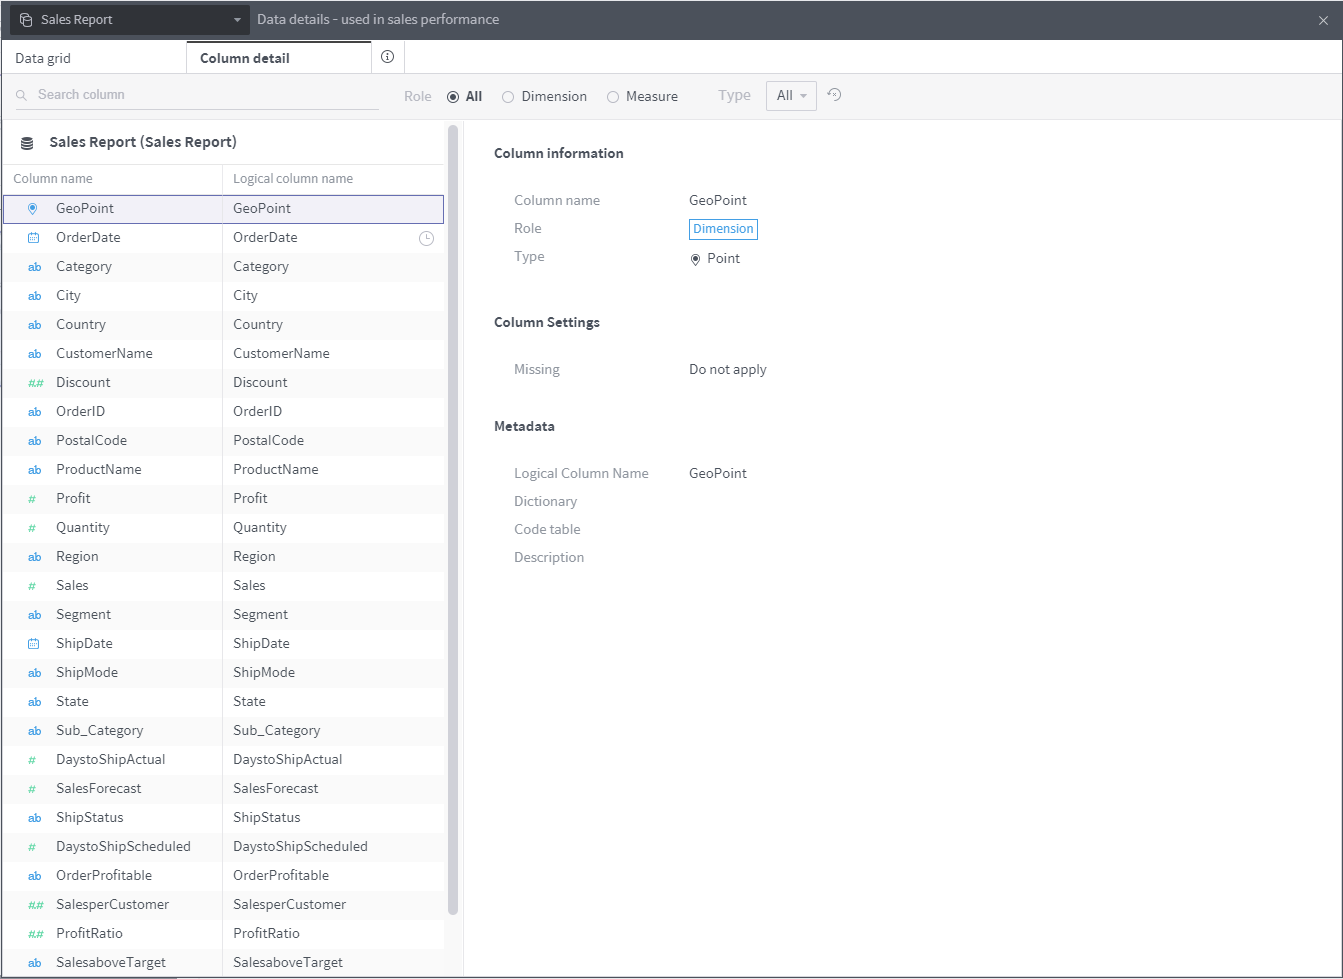 Sales Report
Data details - used in sales performance
Data grid
Column detail
Search column
Role
All
Dimension
Measure
Type
All
Sales Report (Sales Report)
Column name Logical column name
GeoPoint GeoPoint
OrderDate OrderDate
ab Category Category
ab City City
ab Country Country
ab CustomerName CustomerName
#.# Discount Discount
ab OrderID OrderID
ab PostalCode PostalCode
ab ProductName ProductName
# Profit Profit
# Quantity Quantity
ab Region Region
# Sales Sales
ab Segment Segment
ShipDate ShipDate
ab ShipMode ShipMode
ab State State
ab Sub_Category Sub_Category
# DaystoShipActual DaystoShipActual
# SalesForecast SalesForecast
ab ShipStatus ShipStatus
# DaystoShipScheduled DaystoShipScheduled
ab OrderProfitable OrderProfitable
#.# SalesperCustomer SalesperCustomer
#.# ProfitRatio ProfitRatio
ab SalesaboveTarget SalesaboveTarget
Column information
Column name GeoPoint
Role Dimension
Type Point
Column Settings
Missing Do not apply
Metadata
Logical Column Name GeoPoint
Dictionary
Code table
Description